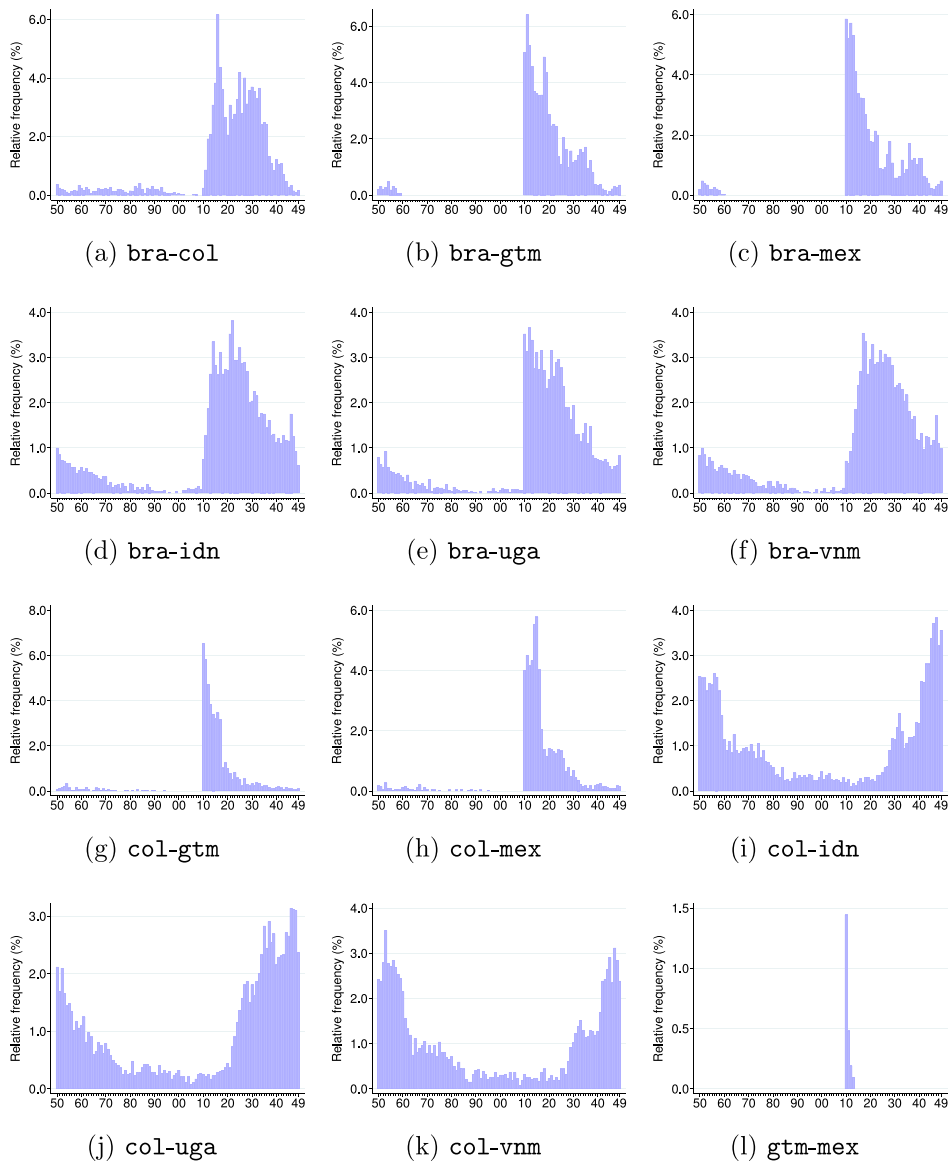 Relative frequency (%)
6.0
4.0
2.0
0.0
50 60 70 80 90 00 10 20 30 40 49
(a) bra-col
Relative frequency (%)
6.0
4.0
2.0
0.0
50 60 70 80 90 00 10 20 30 40 49
(b) bra-gtm
Relative frequency (%)
6.0
4.0
2.0
0.0
50 60 70 80 90 00 10 20 30 40 49
(c) bra-mex
Relative frequency (%)
4.0
3.0
2.0
1.0
0.0
50 60 70 80 90 00 10 20 30 40 49
(d) bra-idn
Relative frequency (%)
4.0
3.0
2.0
1.0
0.0
50 60 70 80 90 00 10 20 30 40 49
(e) bra-uga
Relative frequency (%)
4.0
3.0
2.0
1.0
0.0
50 60 70 80 90 00 10 20 30 40 49
(f) bra-vnm
Relative frequency (%)
8.0
6.0
4.0
2.0
0.0
50 60 70 80 90 00 10 20 30 40 49
(g) col-gtm
Relative frequency (%)
6.0
4.0
2.0
0.0
50 60 70 80 90 00 10 20 30 40 49
(h) col-mex
Relative frequency (%)
4.0
3.0
2.0
1.0
0.0
50 60 70 80 90 00 10 20 30 40 49
(i) col-idn
Relative frequency (%)
3.0
2.0
1.0
0.0
50 60 70 80 90 00 10 20 30 40 49
(j) col-uga
Relative frequency (%)
4.0
3.0
2.0
1.0
0.0
50 60 70 80 90 00 10 20 30 40 49
(k) col-vnm
Relative frequency (%)
1.5
1.0
0.5
0.0
50 60 70 80 90 00 10 20 30 40 49
(l) gtm-mex